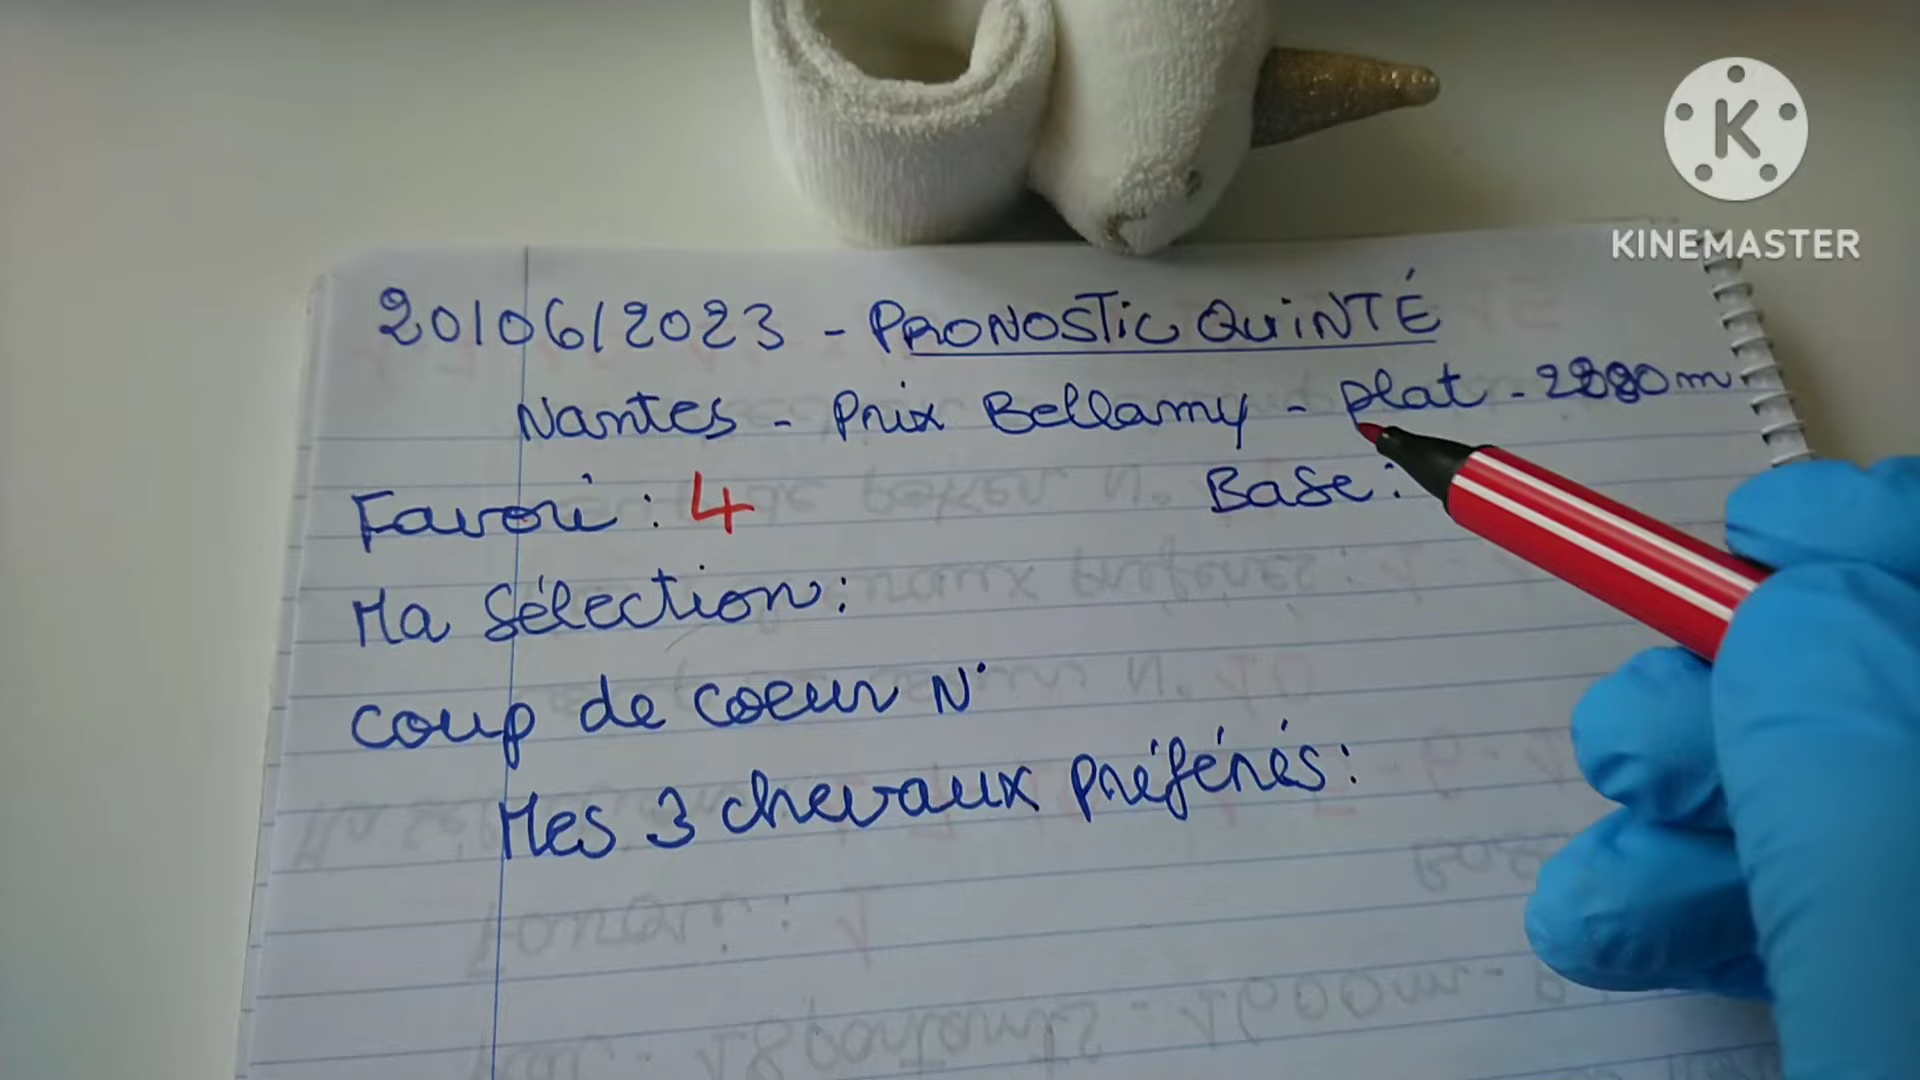 KINEMASTER
20/06/2023 - PRONOSTIC QUINTÉ
Nantes - Prix Bellamy - plat -
Favori : 4 Base :
Ma Sélection :
coup de coeur N°
Mes 3 chevaux préférés :